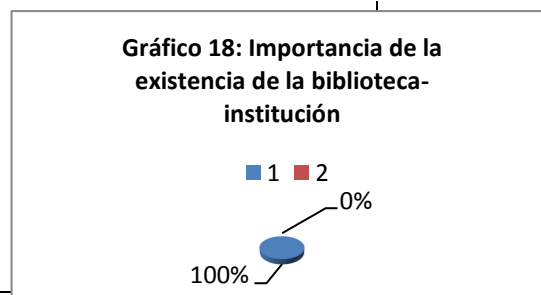 Gráfico 18: Importancia de la
existencia de la biblioteca-
institución
1 2
0%
100%